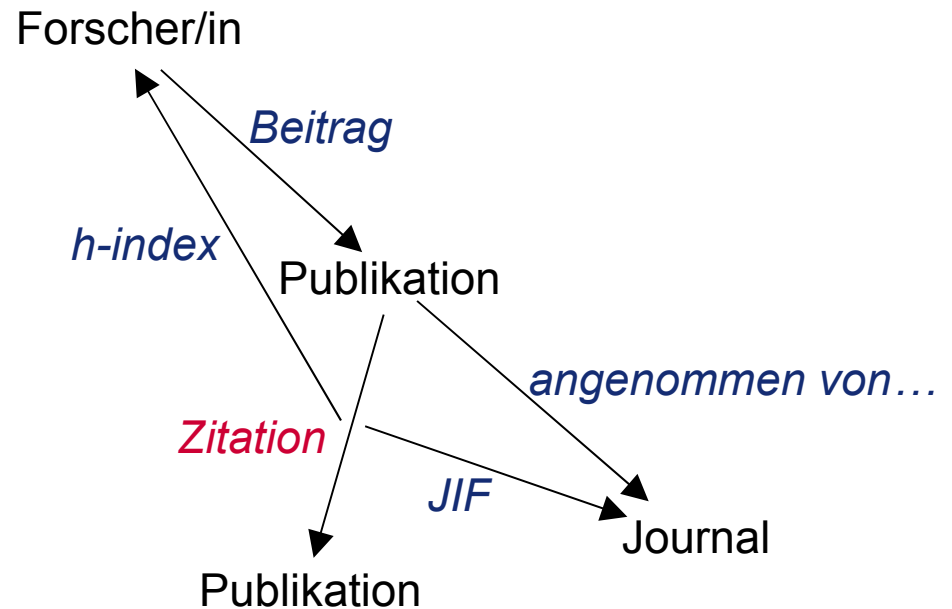 Forscher/in
Beitrag
h-index
Publikation
angenommen von…
Zitation
JIF
Journal
Publikation